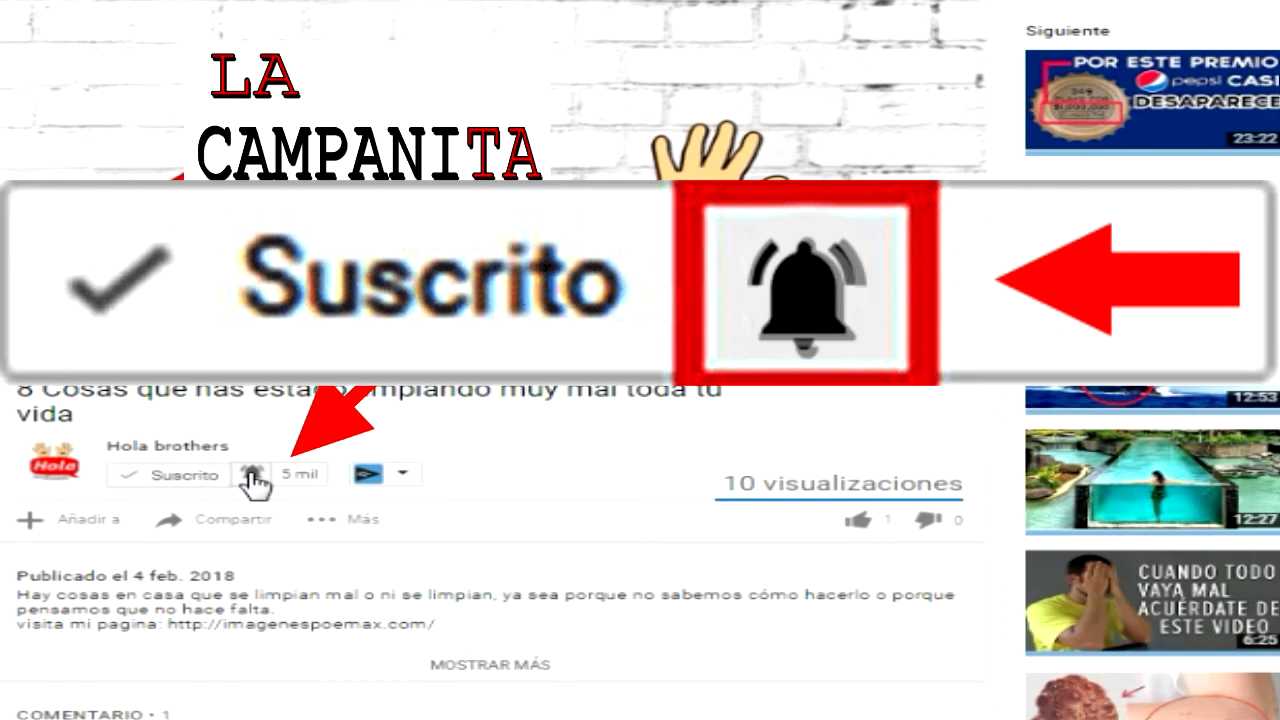 LA
CAMPANITA
Suscrito
8 Cosas que has estado limpiando muy mal toda tu
vida
Hola
Hola brothers
Suscrito
5 mil
10 visualizaciones
Añadir a
Compartir
Más
1
0
Publicado el 4 feb. 2018
Hay cosas en casa que se limpian mal o ni se limpian, ya sea porque no sabemos cómo hacerlo o porque
pensamos que no hace falta.
visita mi pagina: http://imagenespoemax.com/
MOSTRAR MÁS
COMENTARIO • 1
Siguiente
POR ESTE PREMIO
pepsi CASI
DESAPARECE
23:22
12:53
12:27
CUANDO TODO
VAYA MAL
ACUÉRDATE DE
ESTE VIDEO
6:25